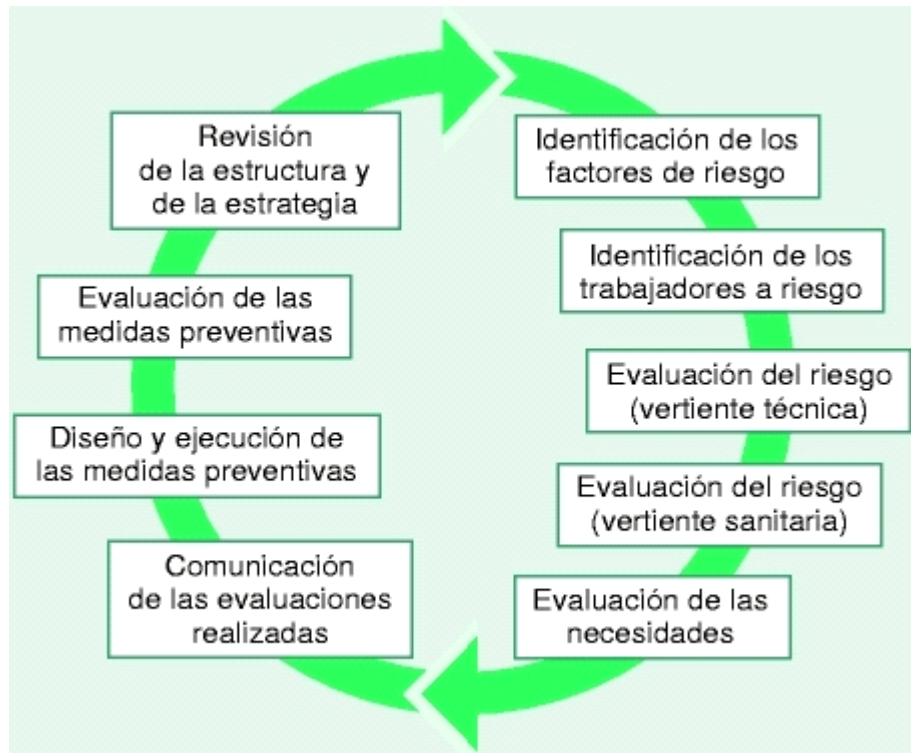 Identificación de los
factores de riesgo
Identificación de los
trabajadores a riesgo
Evaluación del riesgo
(vertiente técnica)
Evaluación del riesgo
(vertiente sanitaria)
Evaluación de las
necesidades
Comunicación
de las evaluaciones
realizadas
Diseño y ejecución de
las medidas preventivas
Evaluación de las
medidas preventivas
Revisión
de la estructura y
de la estrategia